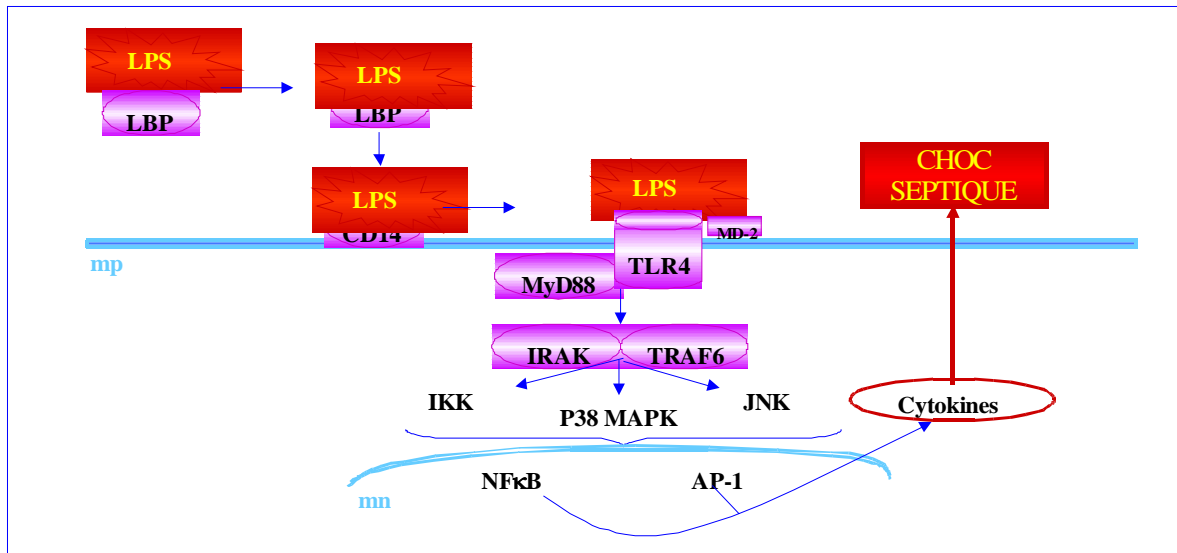 LPS
LBP
LPS
LBP
LPS
CD14
LPS
MD-2
TLR4
mp
MyD88
IRAK
TRAF6
IKK
P38 MAPK
JNK
NFκB
AP-1
mn
Cytokines
CHOC
SEPTIQUE